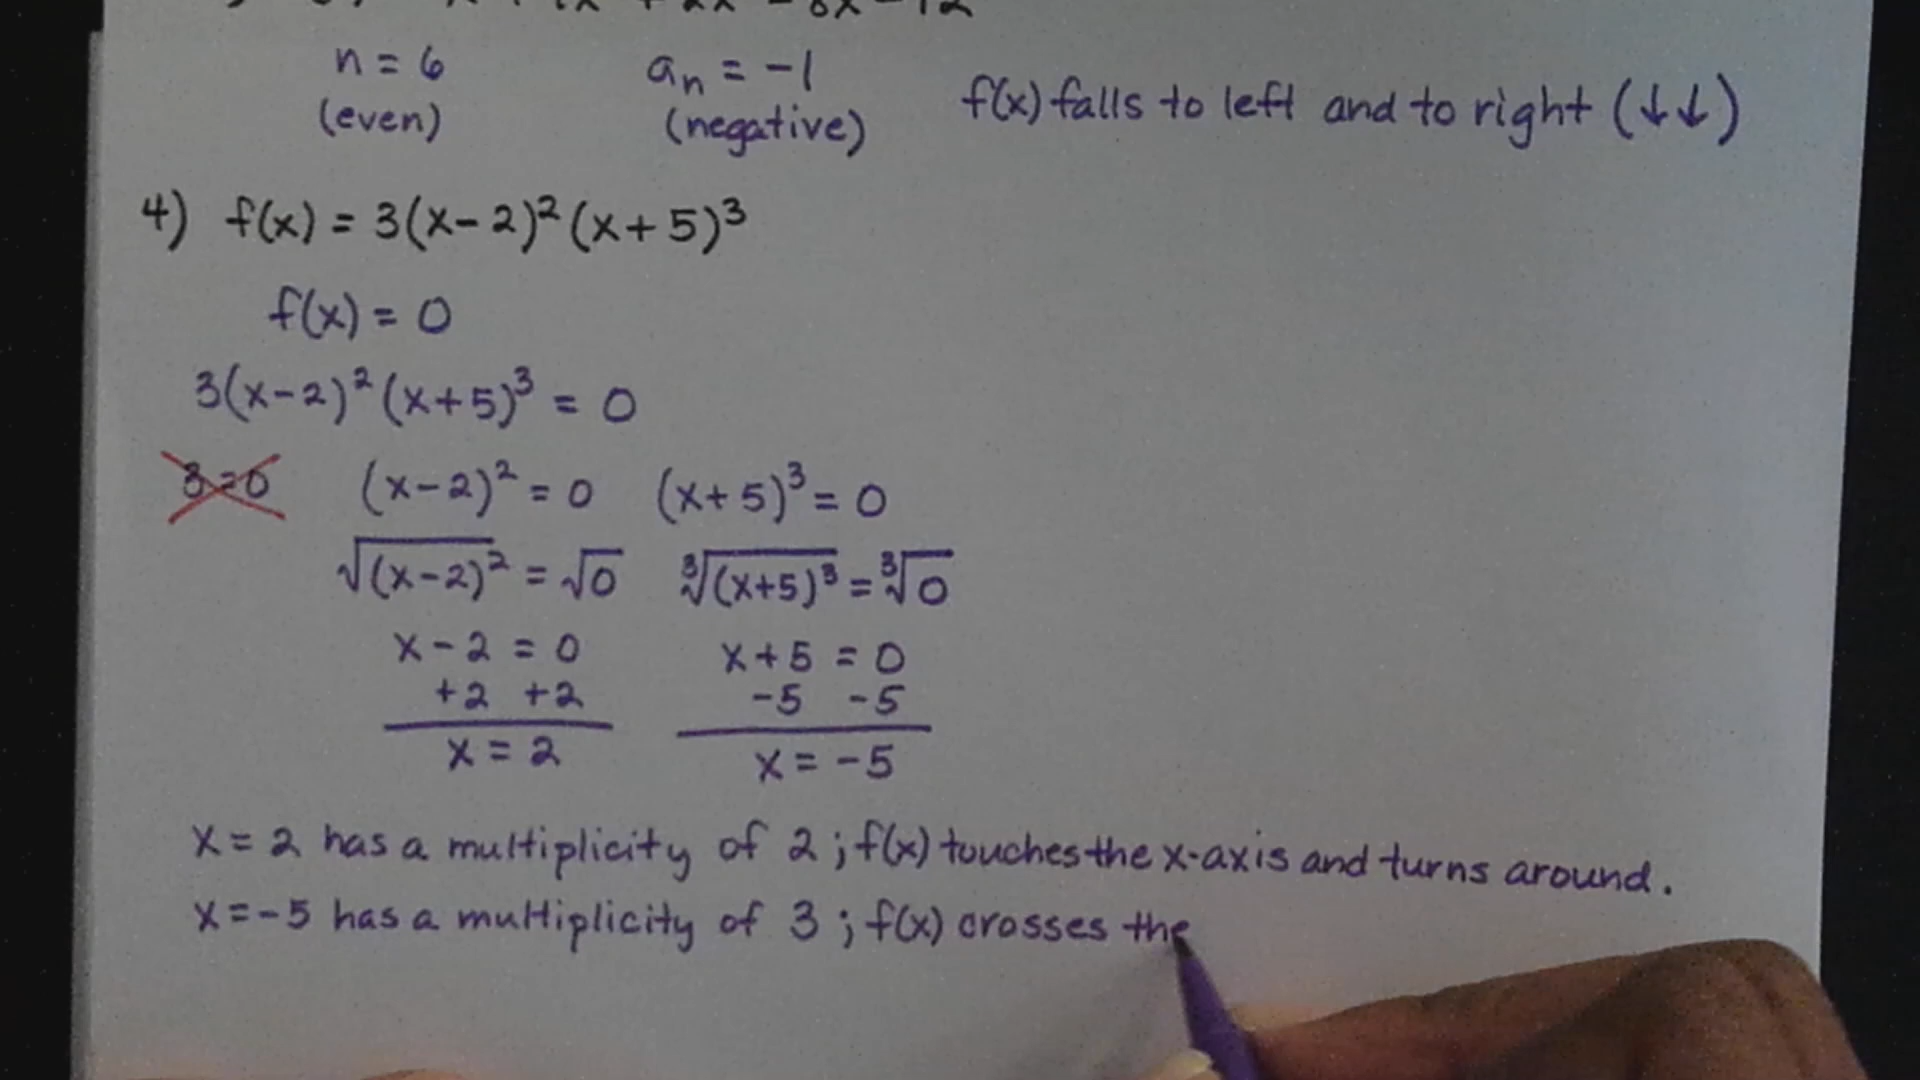 n = 6 aₙ = -1
f(x) falls to left and to right (↓↓)
(even) (negative)
4) f(x) = 3(x-2)² (x+5)³
f(x) = 0
3(x-2)² (x+5)³ = 0
3=0 (x-2)² = 0 (x+5)³ = 0
√(x-2)² = √0 ∛(x+5)³ = ∛0
x-2 = 0 x+5 = 0
+2 +2 -5 -5
x = 2 x = -5
x = 2 has a multiplicity of 2 ; f(x) touches the x-axis and turns around.
x = -5 has a multiplicity of 3 ; f(x) crosses the